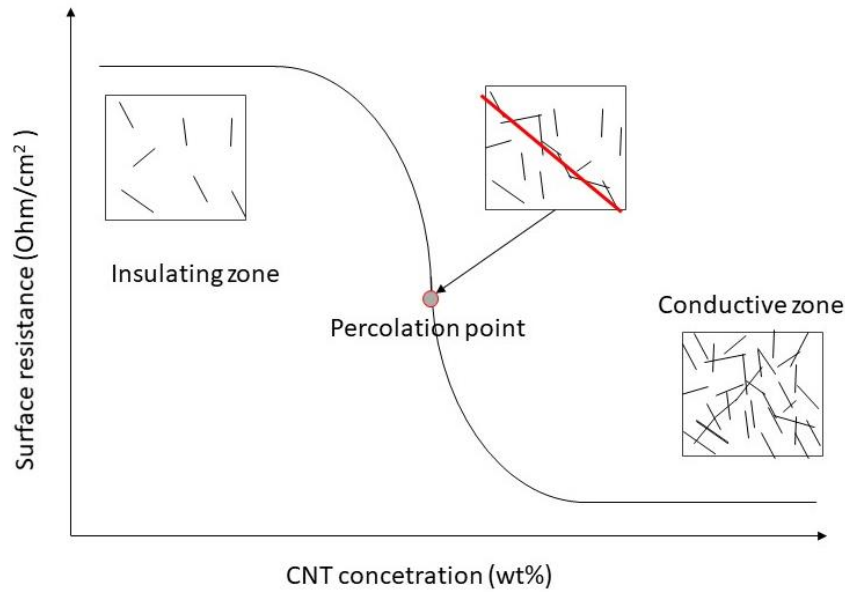 Surface resistance (Ohm/cm²)
Insulating zone
Percolation point
Conductive zone
CNT concetration (wt%)